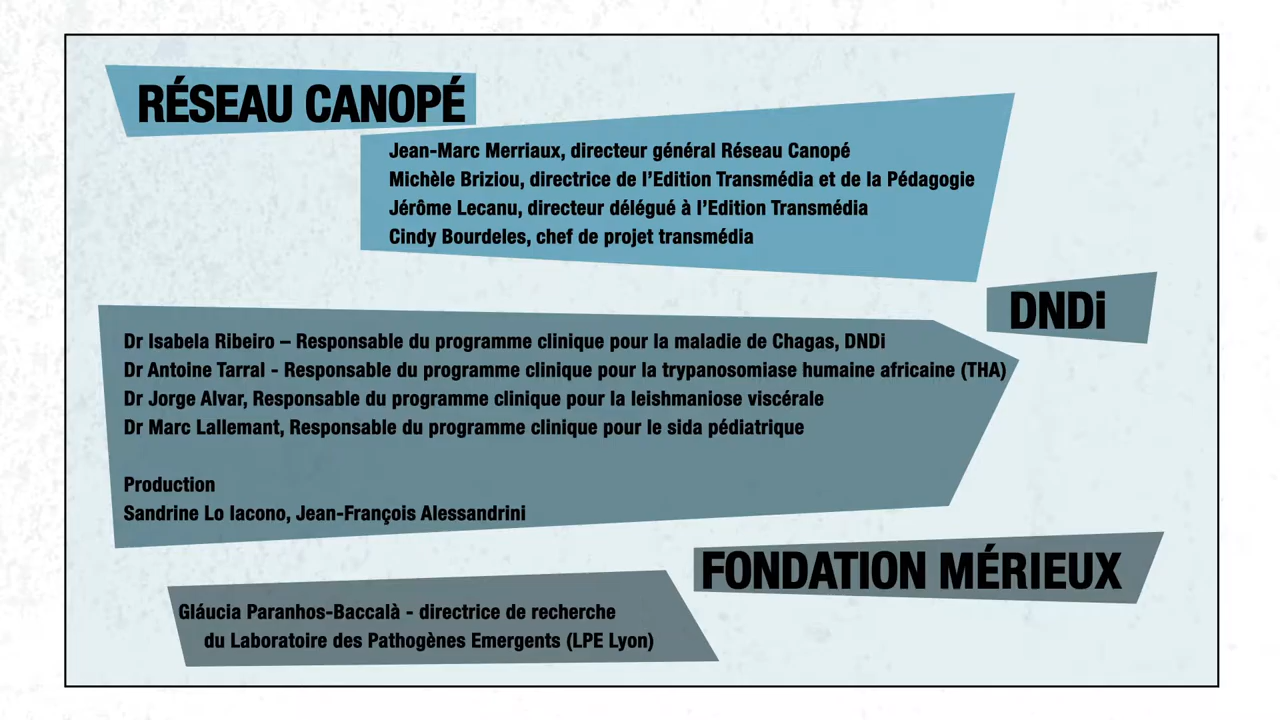 RÉSEAU CANOPÉ
Jean-Marc Merriaux, directeur général Réseau Canopé
Michèle Briziou, directrice de l’Edition Transmédia et de la Pédagogie
Jérôme Lecanu, directeur délégué à l’Edition Transmédia
Cindy Bourdeles, chef de projet transmédia
DNDi
Dr Isabela Ribeiro – Responsable du programme clinique pour la maladie de Chagas, DNDi
Dr Antoine Tarral - Responsable du programme clinique pour la trypanosomiase humaine africaine (THA)
Dr Jorge Alvar, Responsable du programme clinique pour la leishmaniose viscérale
Dr Marc Lallemant, Responsable du programme clinique pour le sida pédiatrique
Production
Sandrine Lo Iacono, Jean-François Alessandrini
FONDATION MÉRIEUX
Gláucia Paranhos-Baccalà - directrice de recherche
du Laboratoire des Pathogènes Emergents (LPE Lyon)